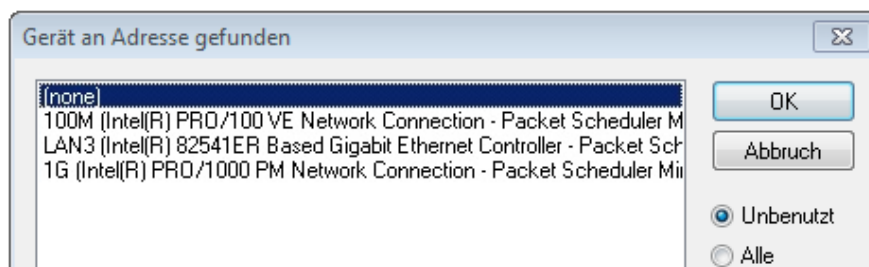 Gerät an Adresse gefunden
(none)
100M (Intel(R) PRO/100 VE Network Connection - Packet Scheduler M
LAN3 (Intel(R) 82541ER Based Gigabit Ethernet Controller - Packet Sch
1G (Intel(R) PRO/1000 PM Network Connection - Packet Scheduler Mi
OK
Abbruch
Unbenutzt
Alle